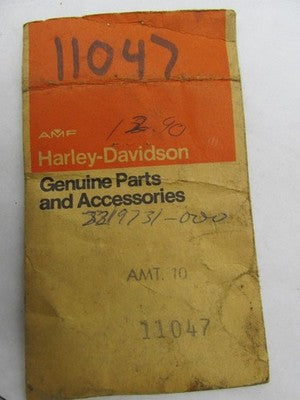 11047
AMF
12.90
Harley-Davidson
Genuine Parts
and Accessories
3319731-000
AMT. 10
11047